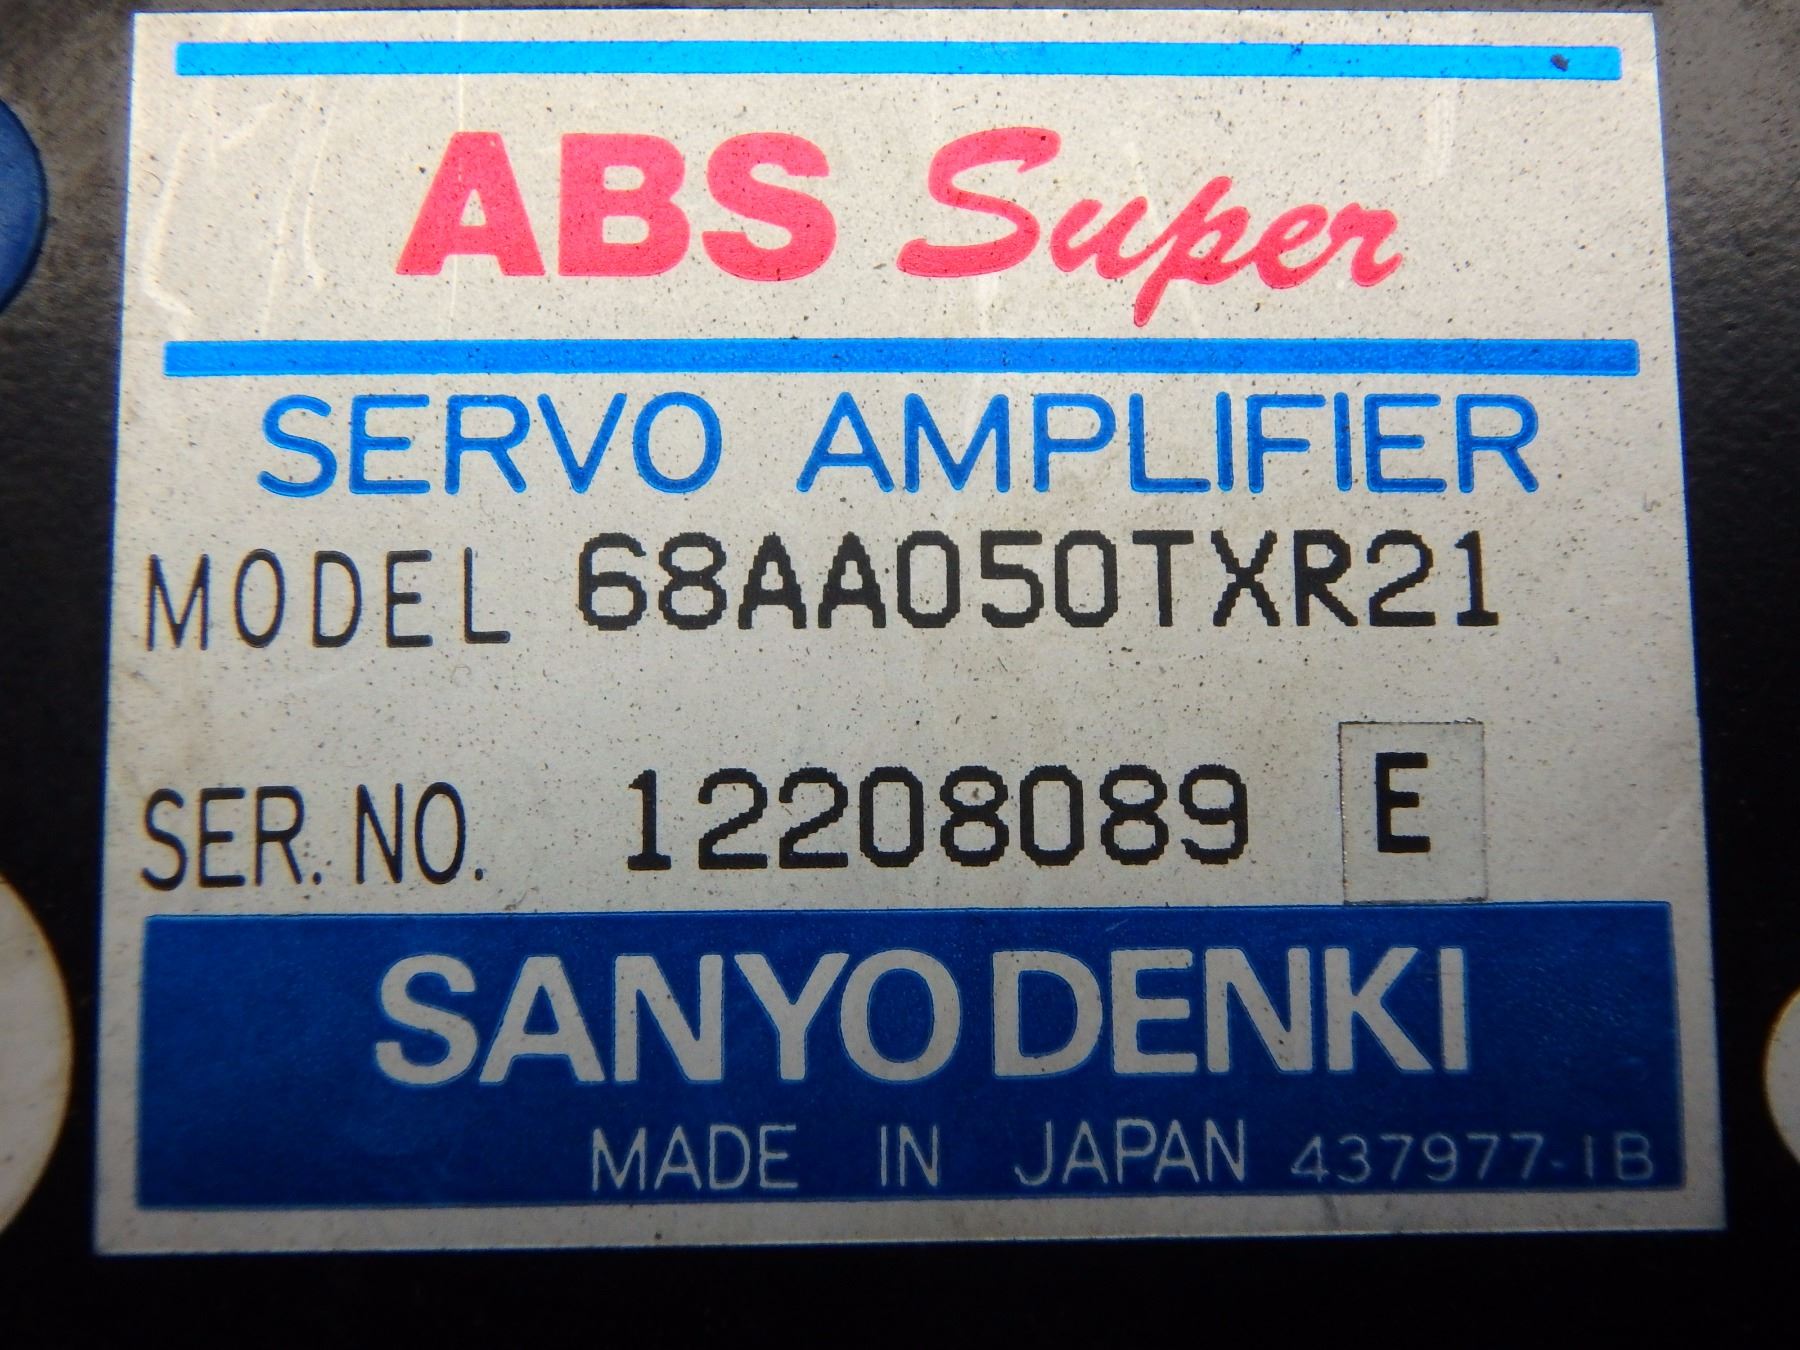 ABS Super
SERVO AMPLIFIER
MODEL 68AA050TXR21
SER. NO. 12208089 E
SANYO DENKI
MADE IN JAPAN 437977-1B